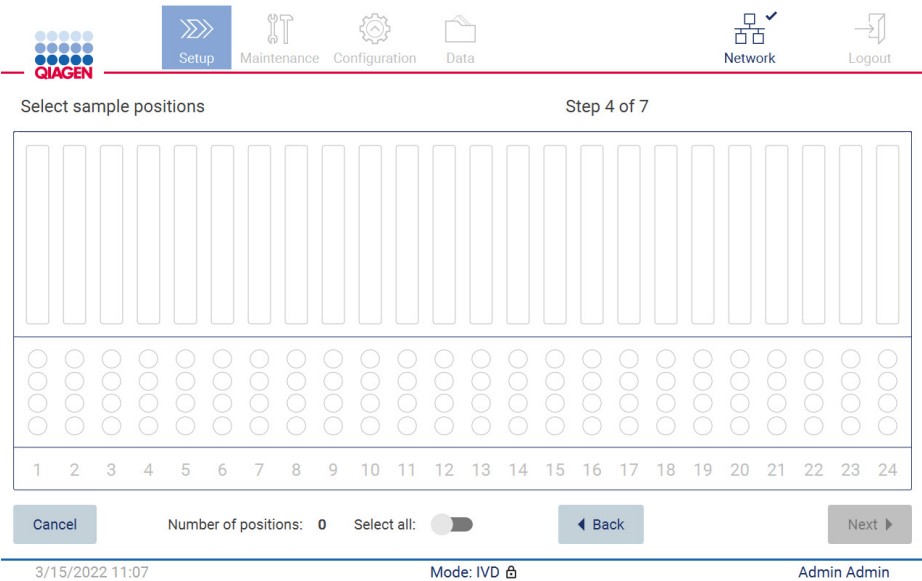 QIAGEN
Setup Maintenance Configuration Data Network Logout
Select sample positions Step 4 of 7
1 2 3 4 5 6 7 8 9 10 11 12 13 14 15 16 17 18 19 20 21 22 23 24
Cancel Number of positions: 0 Select all: Back Next
3/15/2022 11:07 Mode: IVD Admin Admin